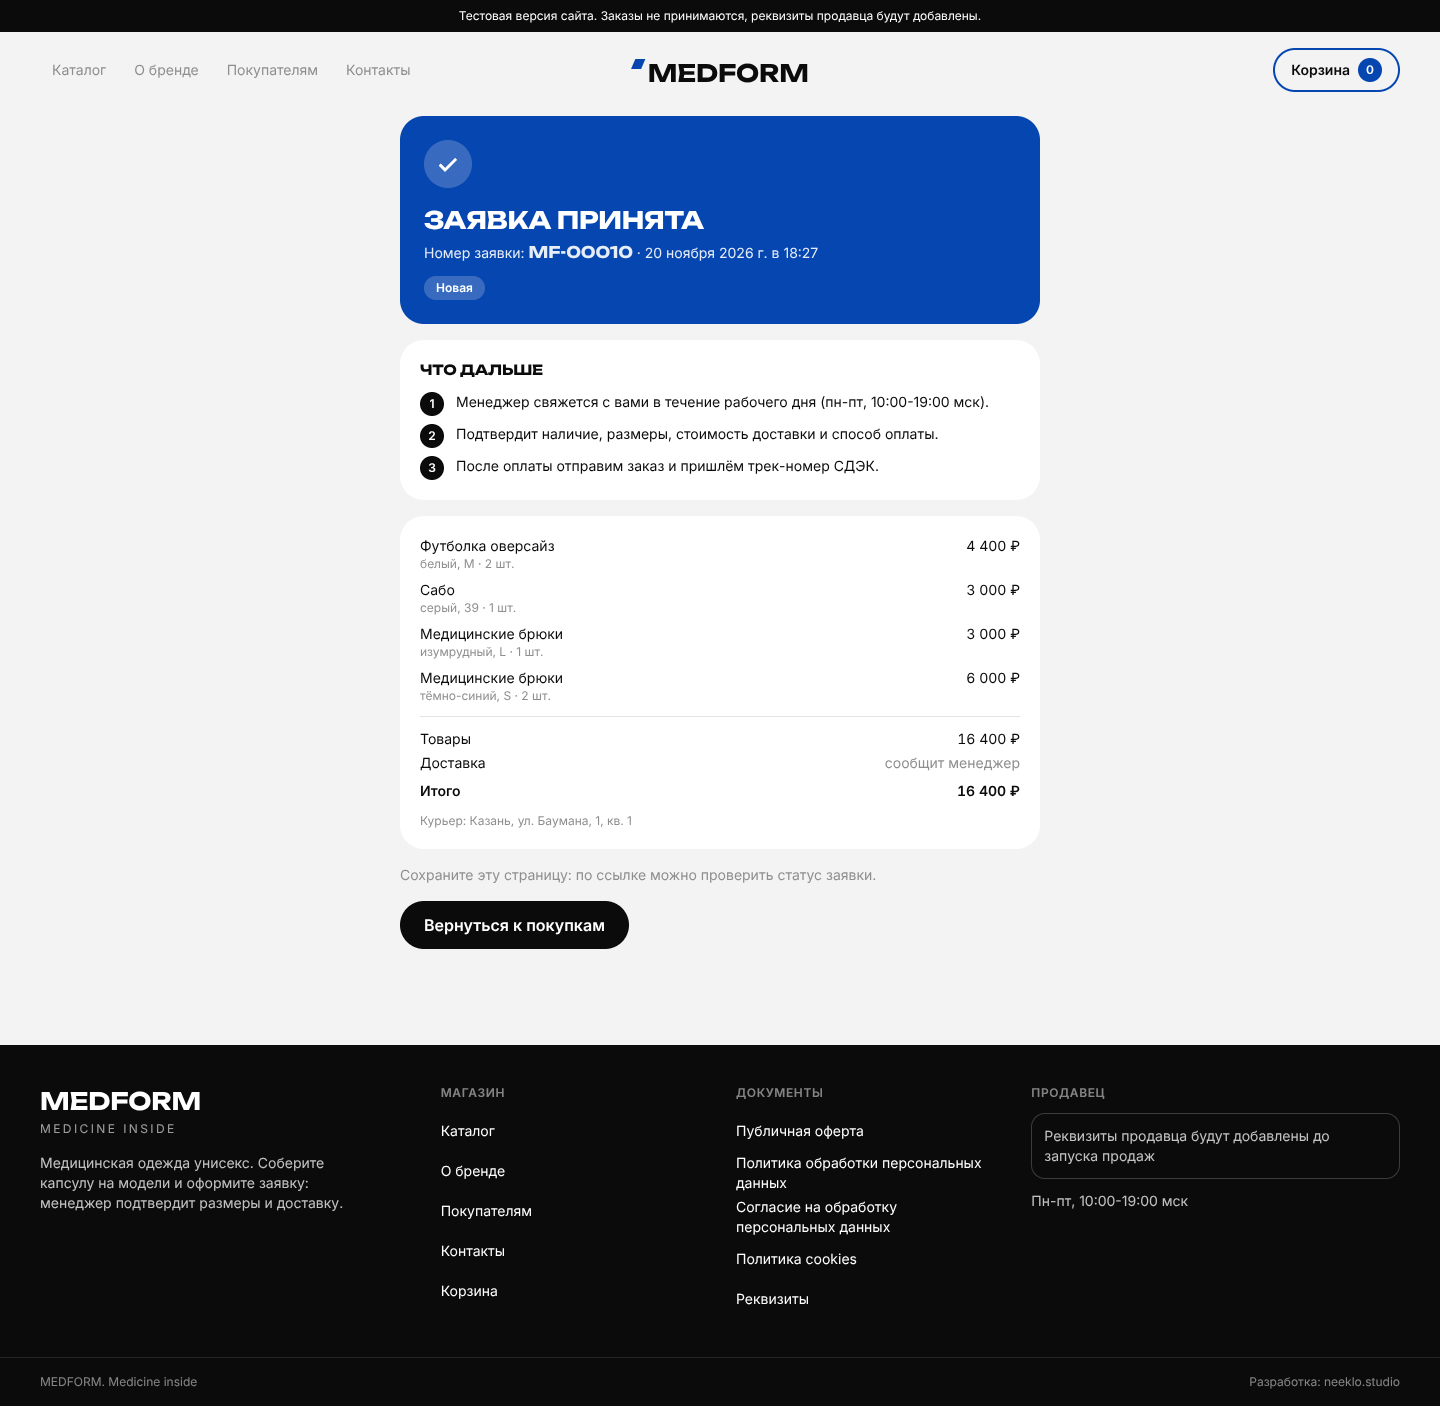 Тестовая версия сайта. Заказы не принимаются, реквизиты продавца будут добавлены.
Каталог О бренде Покупателям Контакты MEDFORM Корзина 0
ЗАЯВКА ПРИНЯТА
Номер заявки: MF-00010 · 20 ноября 2026 г. в 18:27
Новая
ЧТО ДАЛЬШЕ
1 Менеджер свяжется с вами в течение рабочего дня (пн-пт, 10:00-19:00 мск).
2 Подтвердит наличие, размеры, стоимость доставки и способ оплаты.
3 После оплаты отправим заказ и пришлём трек-номер СДЭК.
Футболка оверсайз 4 400 ₽
белый, M · 2 шт.
Сабо 3 000 ₽
серый, 39 · 1 шт.
Медицинские брюки 3 000 ₽
изумрудный, L · 1 шт.
Медицинские брюки 6 000 ₽
тёмно-синий, S · 2 шт.
Товары 16 400 ₽
Доставка сообщит менеджер
Итого 16 400 ₽
Курьер: Казань, ул. Баумана, 1, кв. 1
Сохраните эту страницу: по ссылке можно проверить статус заявки.
Вернуться к покупкам
MEDFORM
MEDICINE INSIDE
Медицинская одежда унисекс. Соберите
капсулу на модели и оформите заявку:
менеджер подтвердит размеры и доставку.
МАГАЗИН
Каталог
О бренде
Покупателям
Контакты
Корзина
ДОКУМЕНТЫ
Публичная оферта
Политика обработки персональных
данных
Согласие на обработку
персональных данных
Политика cookies
Реквизиты
ПРОДАВЕЦ
Реквизиты продавца будут добавлены до
запуска продаж
Пн-пт, 10:00-19:00 мск
MEDFORM. Medicine inside
Разработка: neeklo.studio